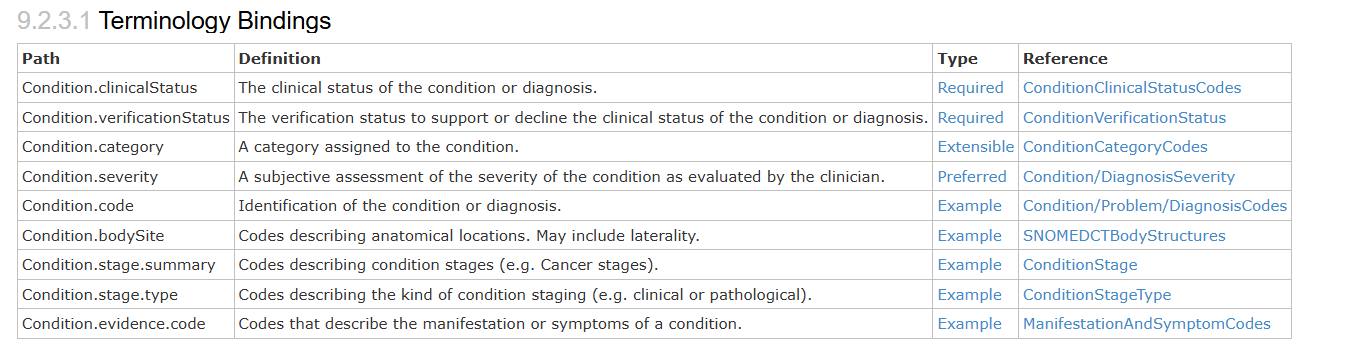 9.2.3.1 Terminology Bindings
Path Definition Type Reference
Condition.clinicalStatus The clinical status of the condition or diagnosis. Required ConditionClinicalStatusCodes
Condition.verificationStatus The verification status to support or decline the clinical status of the condition or diagnosis. Required ConditionVerificationStatus
Condition.category A category assigned to the condition. Extensible ConditionCategoryCodes
Condition.severity A subjective assessment of the severity of the condition as evaluated by the clinician. Preferred Condition/DiagnosisSeverity
Condition.code Identification of the condition or diagnosis. Example Condition/Problem/DiagnosisCodes
Condition.bodySite Codes describing anatomical locations. May include laterality. Example SNOMEDCTBodyStructures
Condition.stage.summary Codes describing condition stages (e.g. Cancer stages). Example ConditionStage
Condition.stage.type Codes describing the kind of condition staging (e.g. clinical or pathological). Example ConditionStageType
Condition.evidence.code Codes that describe the manifestation or symptoms of a condition. Example ManifestationAndSymptomCodes